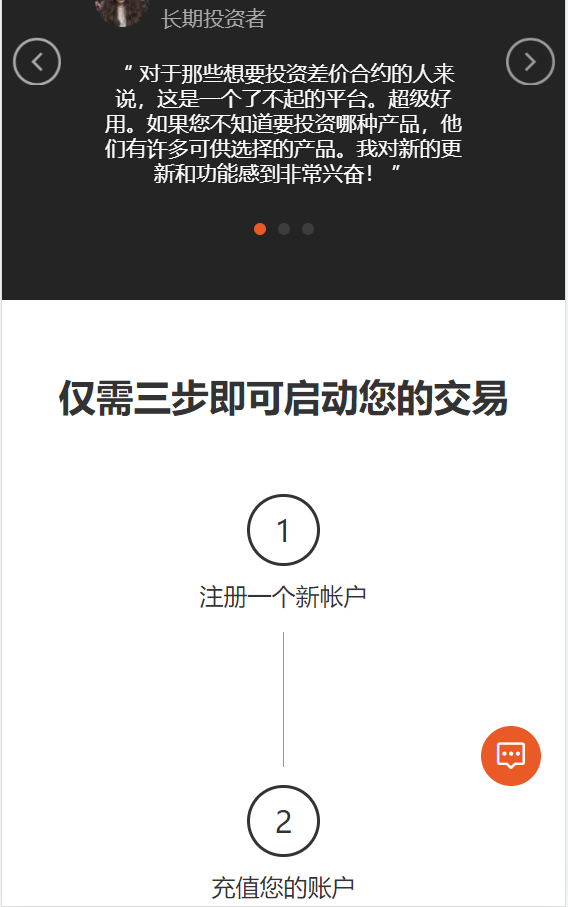 长期投资者
“ 对于那些想要投资差价合约的人来
说，这是一个了不起的平台。超级好
用。如果您不知道要投资哪种产品，他
们有许多可供选择的产品。我对新的更
新和功能感到非常兴奋！ ”
仅需三步即可启动您的交易
1
注册一个新帐户
2
充值您的账户